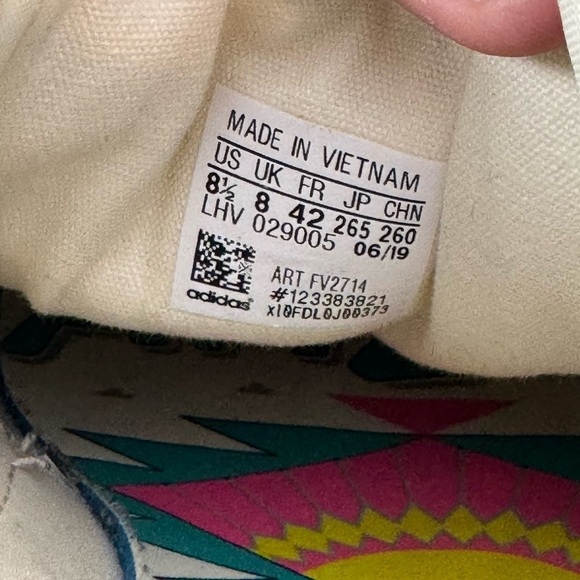 MADE IN VIETNAM
US UK FR JP CHN
8½ 8 42 265 260
LHV 029005 06/19
ART FV2714
#123383821
adidas x10FDL0J00373